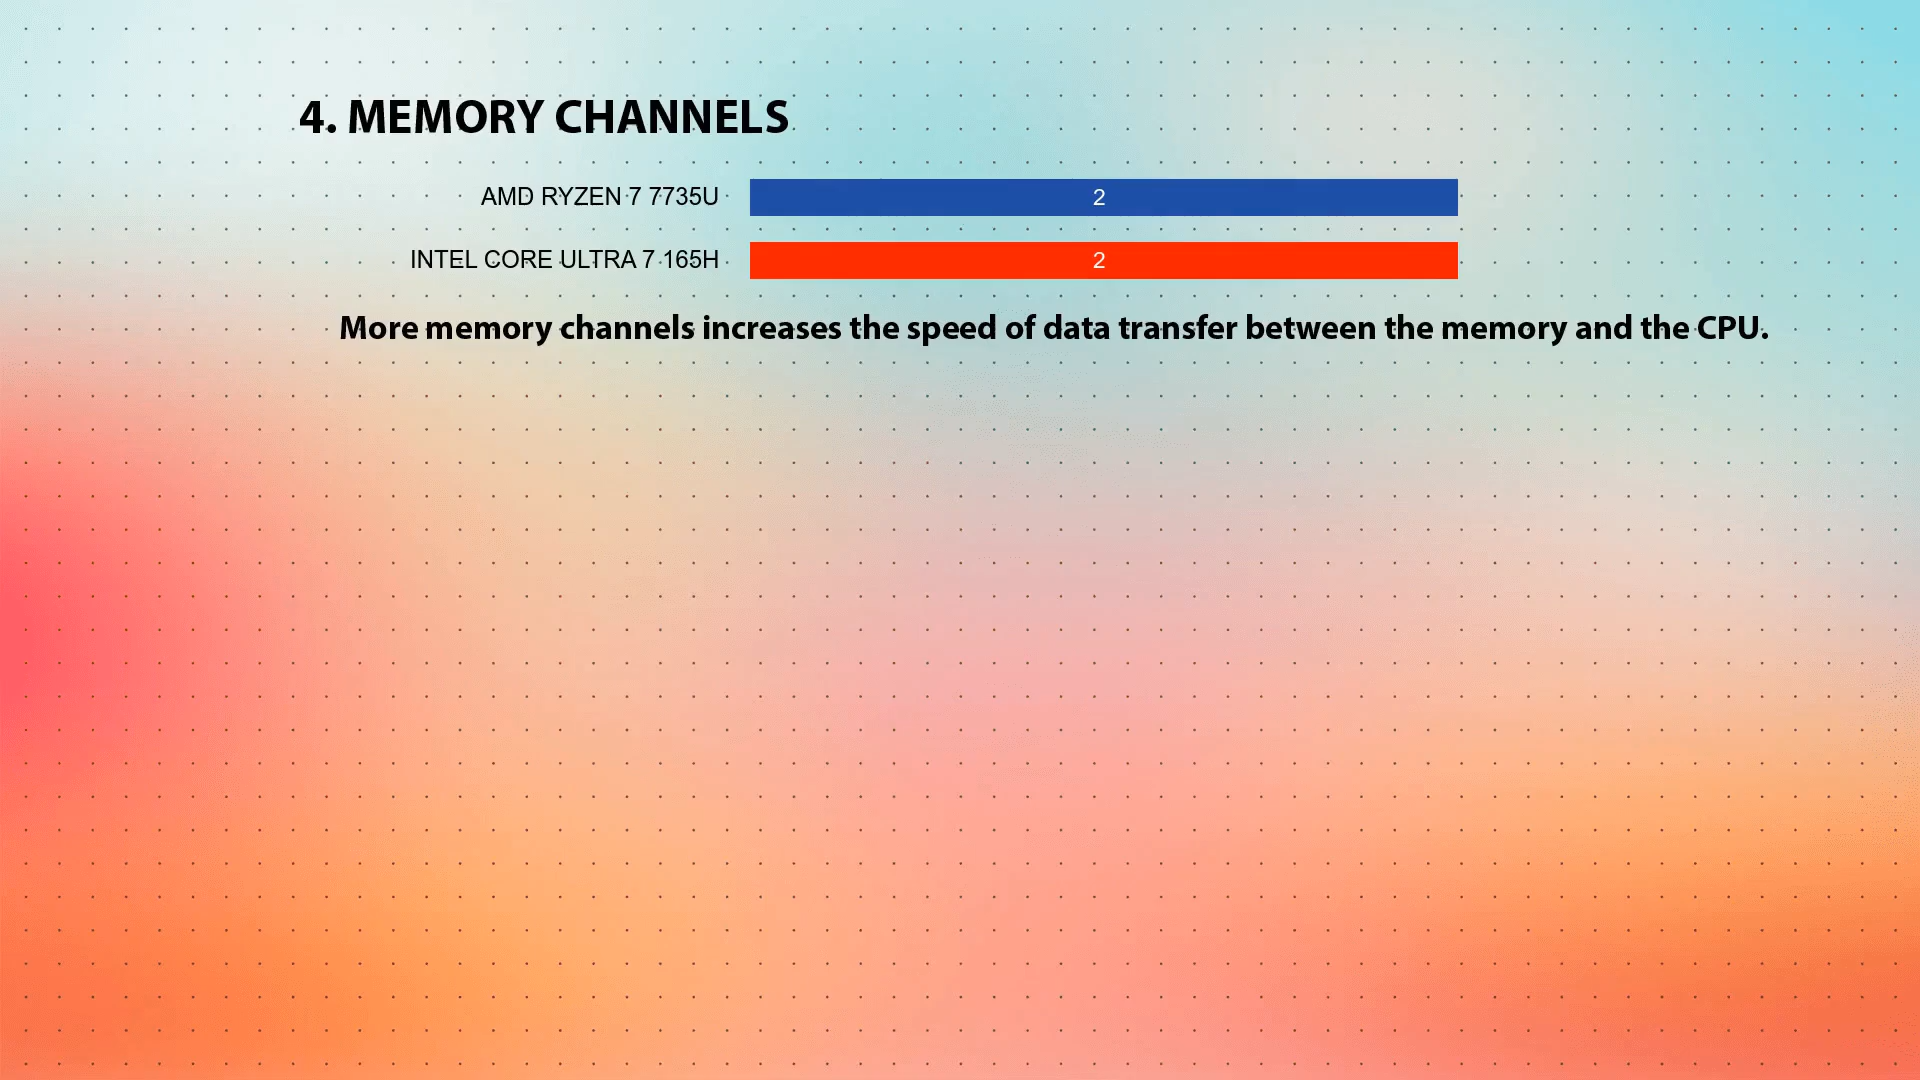 4. MEMORY CHANNELS
AMD RYZEN 7 7735U 2
INTEL CORE ULTRA 7 165H 2
More memory channels increases the speed of data transfer between the memory and the CPU.